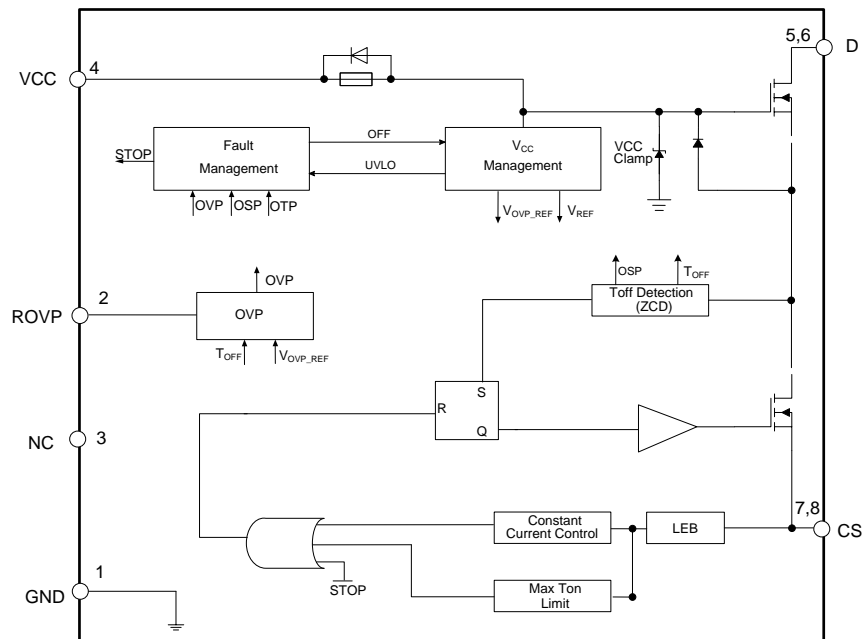 5,6
D
VCC
4
Fault
Management
OFF
UVLO
STOP
OVP
OSP
OTP
VCC
Management
VOVP_REF
VREF
VCC
Clamp
ROVP
2
OVP
OVP
TOFF
VOVP_REF
OSP
TOFF
Toff Detection
(ZCD)
S
R
Q
NC
3
7,8
CS
Constant
Current Control
LEB
Max Ton
Limit
STOP
1
GND